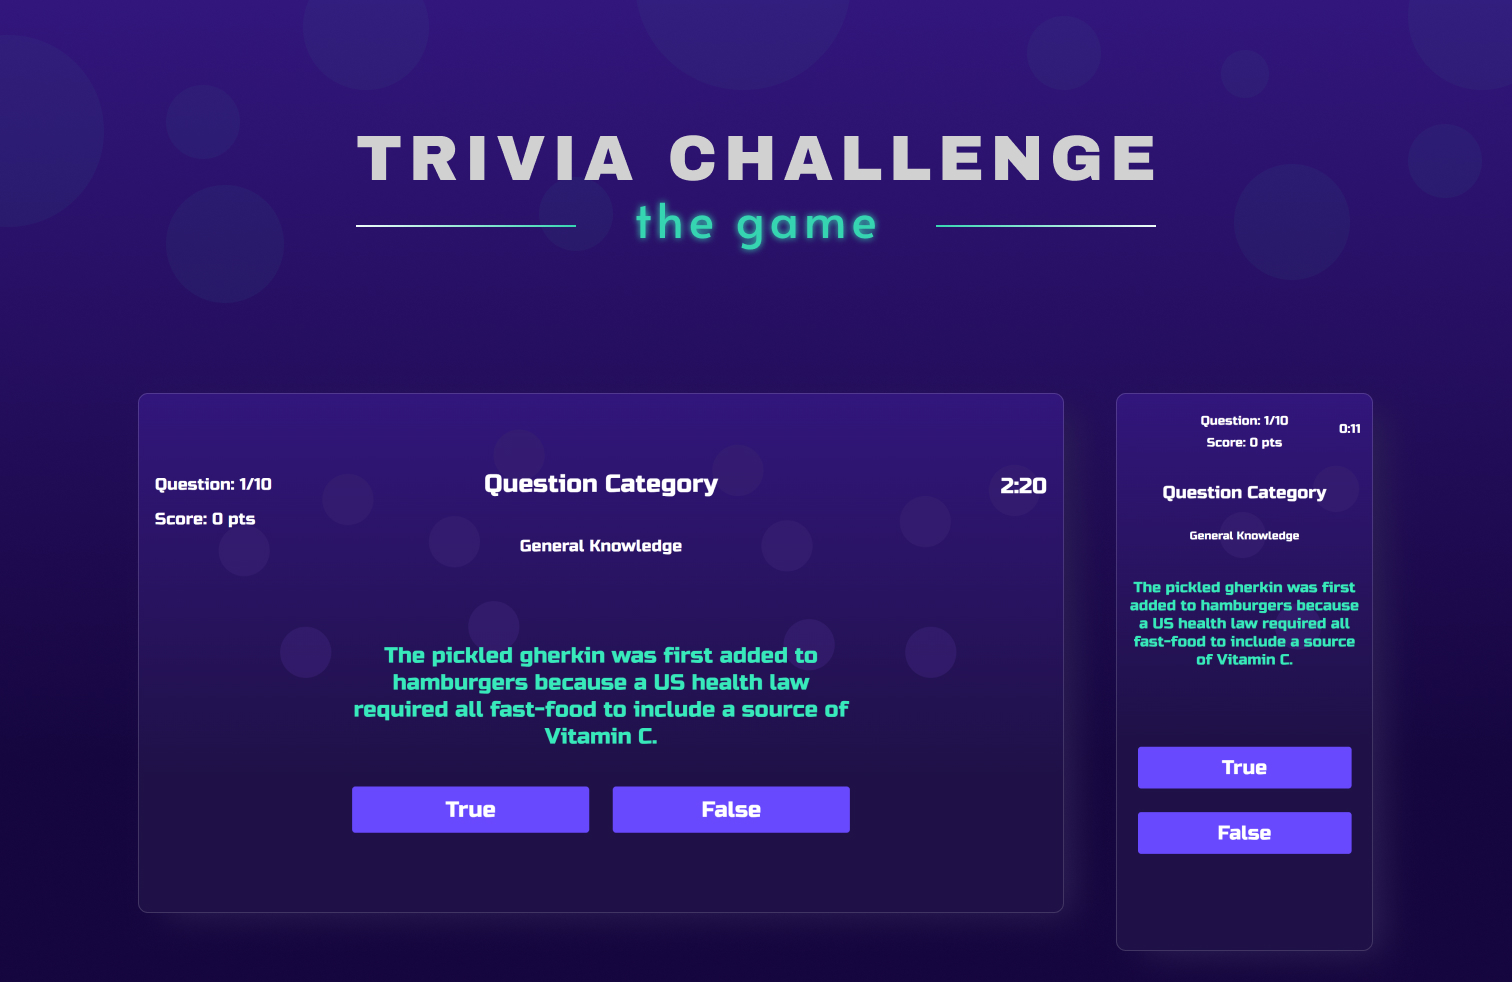 TRIVIA CHALLENGE
the game
Question: 1/10
Score: 0 pts
Question Category
2:20
General Knowledge
The pickled gherkin was first added to
hamburgers because a US health law
required all fast-food to include a source of
Vitamin C.
True
False
Question: 1/10
Score: 0 pts
0:11
Question Category
General Knowledge
The pickled gherkin was first
added to hamburgers because
a US health law required all
fast-food to include a source
of Vitamin C.
True
False